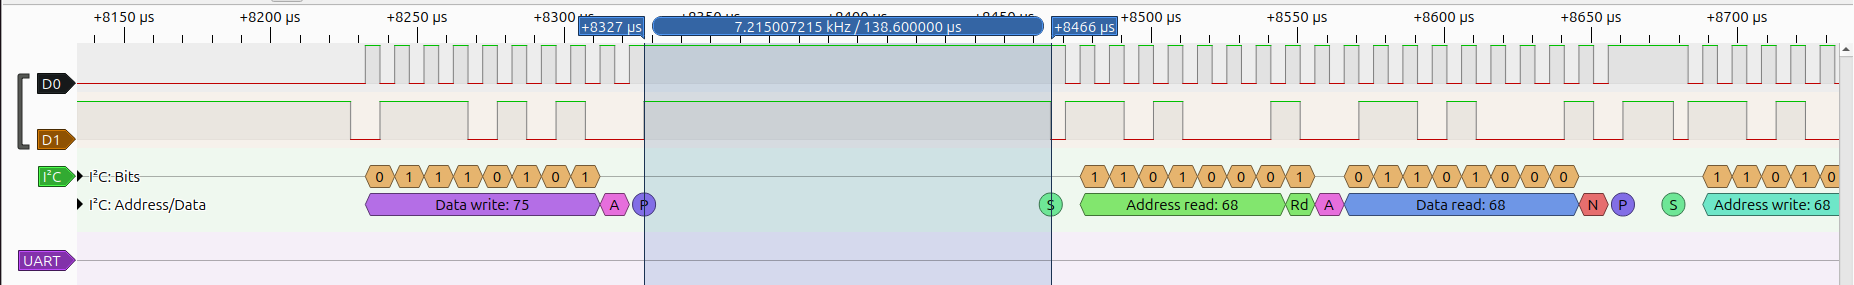 +8150 µs +8200 µs +8250 µs +8300 µs +8500 µs +8550 µs +8600 µs +8650 µs +8700 µs
+8327 µs 7.215007215 kHz / 138.600000 µs +8466 µs
D0
D1
I²C I²C: Bits 0 1 1 1 0 1 0 1 1 1 0 1 0 0 0 1 0 1 1 0 1 0 0 0 1 1 0 1 0
I²C: Address/Data Data write: 75 A P S Address read: 68 Rd A Data read: 68 N P S Address write: 68
UART